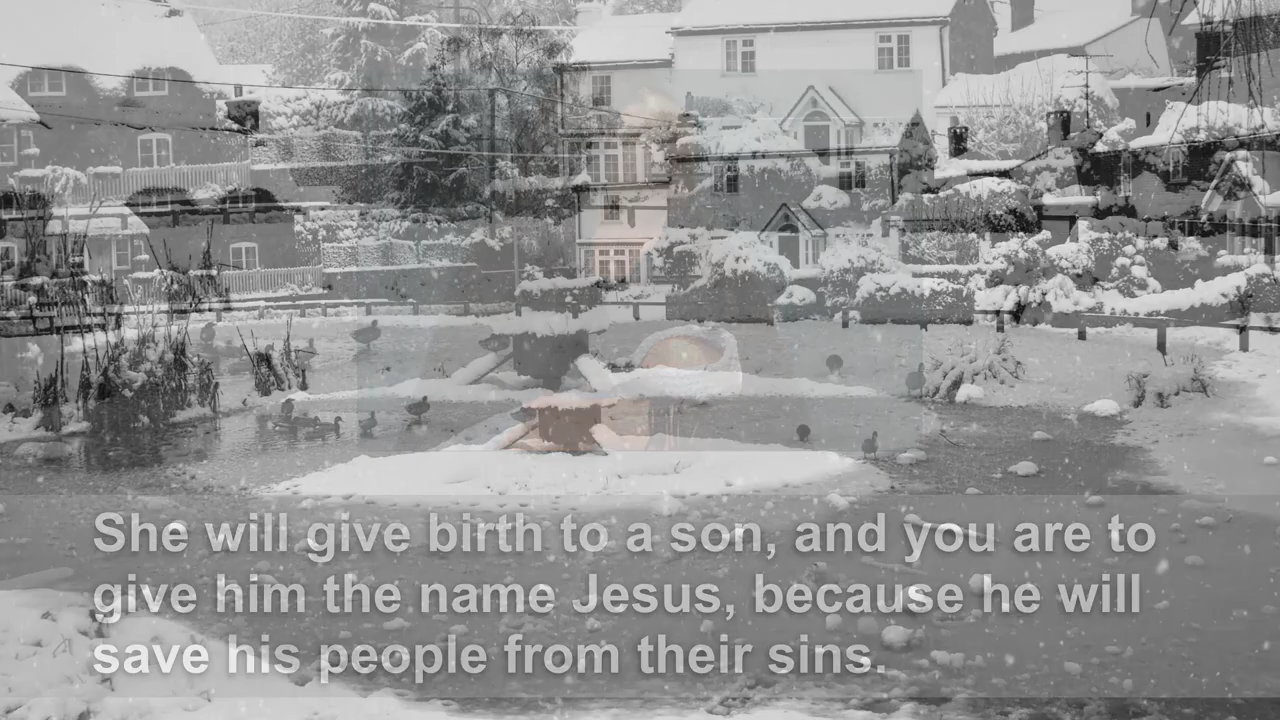 She will give birth to a son, and you are to
give him the name Jesus, because he will
save his people from their sins.